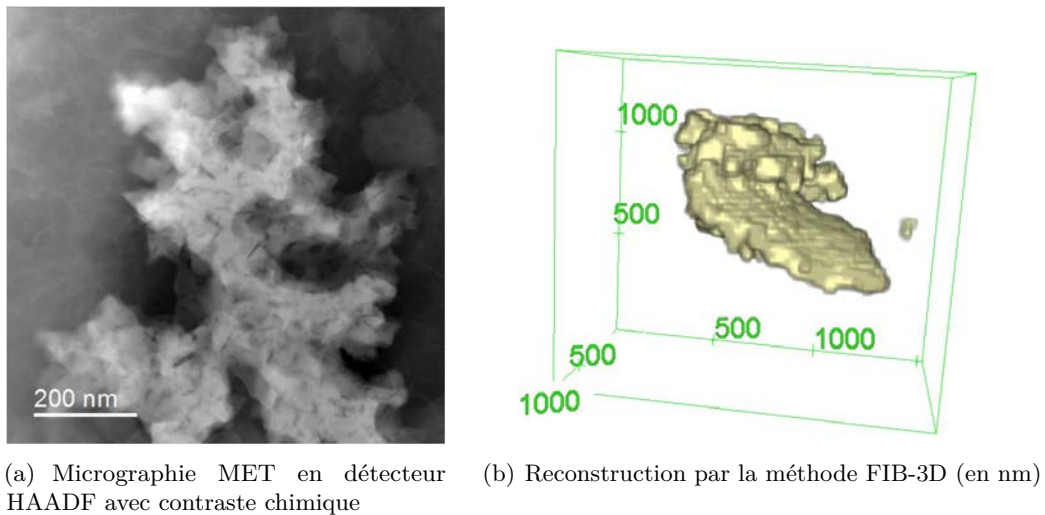 200 nm
1000
500
500
1000
500
1000
(a) Micrographie MET en détecteur
HAADF avec contraste chimique
(b) Reconstruction par la méthode FIB-3D (en nm)